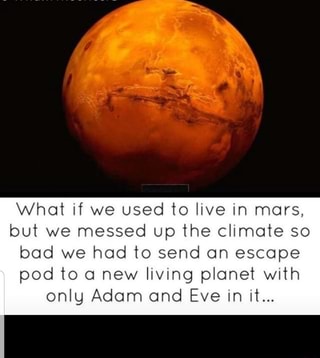 What if we used to live in mars,
but we messed up the climate so
bad we had to send an escape
pod to a new living planet with
only Adam and Eve in it...